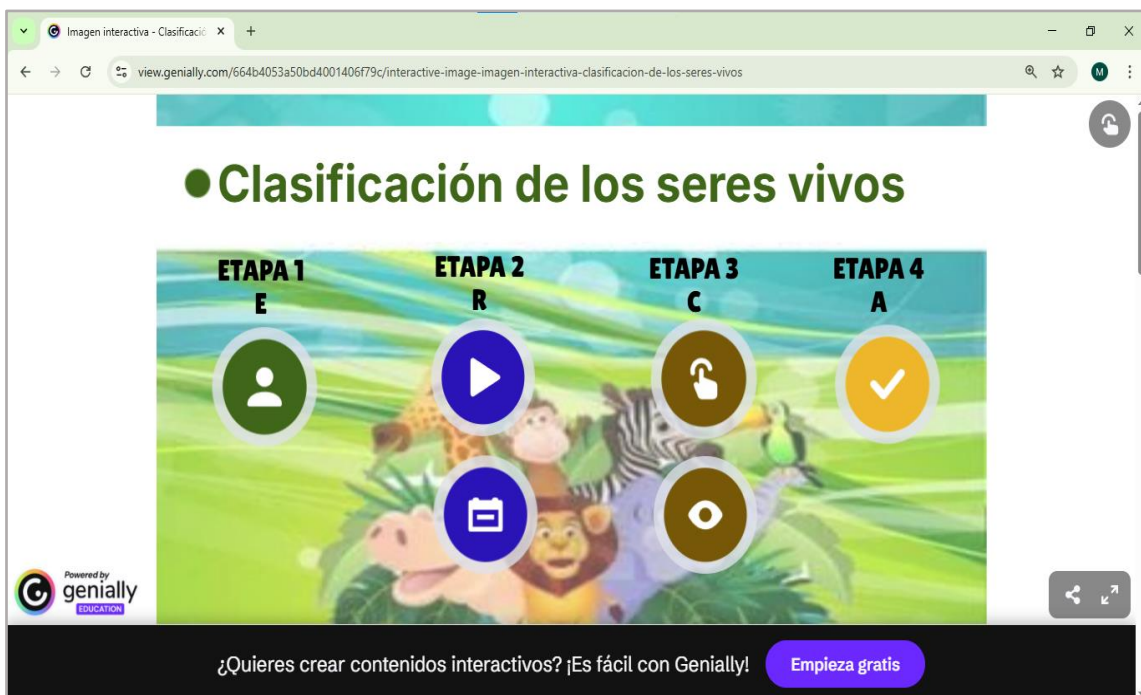 Imagen interactiva - Clasificació
view.genially.com/664b4053a50bd4001406f79c/interactive-image-imagen-interactiva-clasificacion-de-los-seres-vivos
M
Clasificación de los seres vivos
ETAPA 1
E
ETAPA 2
R
ETAPA 3
C
ETAPA 4
A
Powered by
genially
EDUCATION
¿Quieres crear contenidos interactivos? ¡Es fácil con Genially!
Empieza gratis